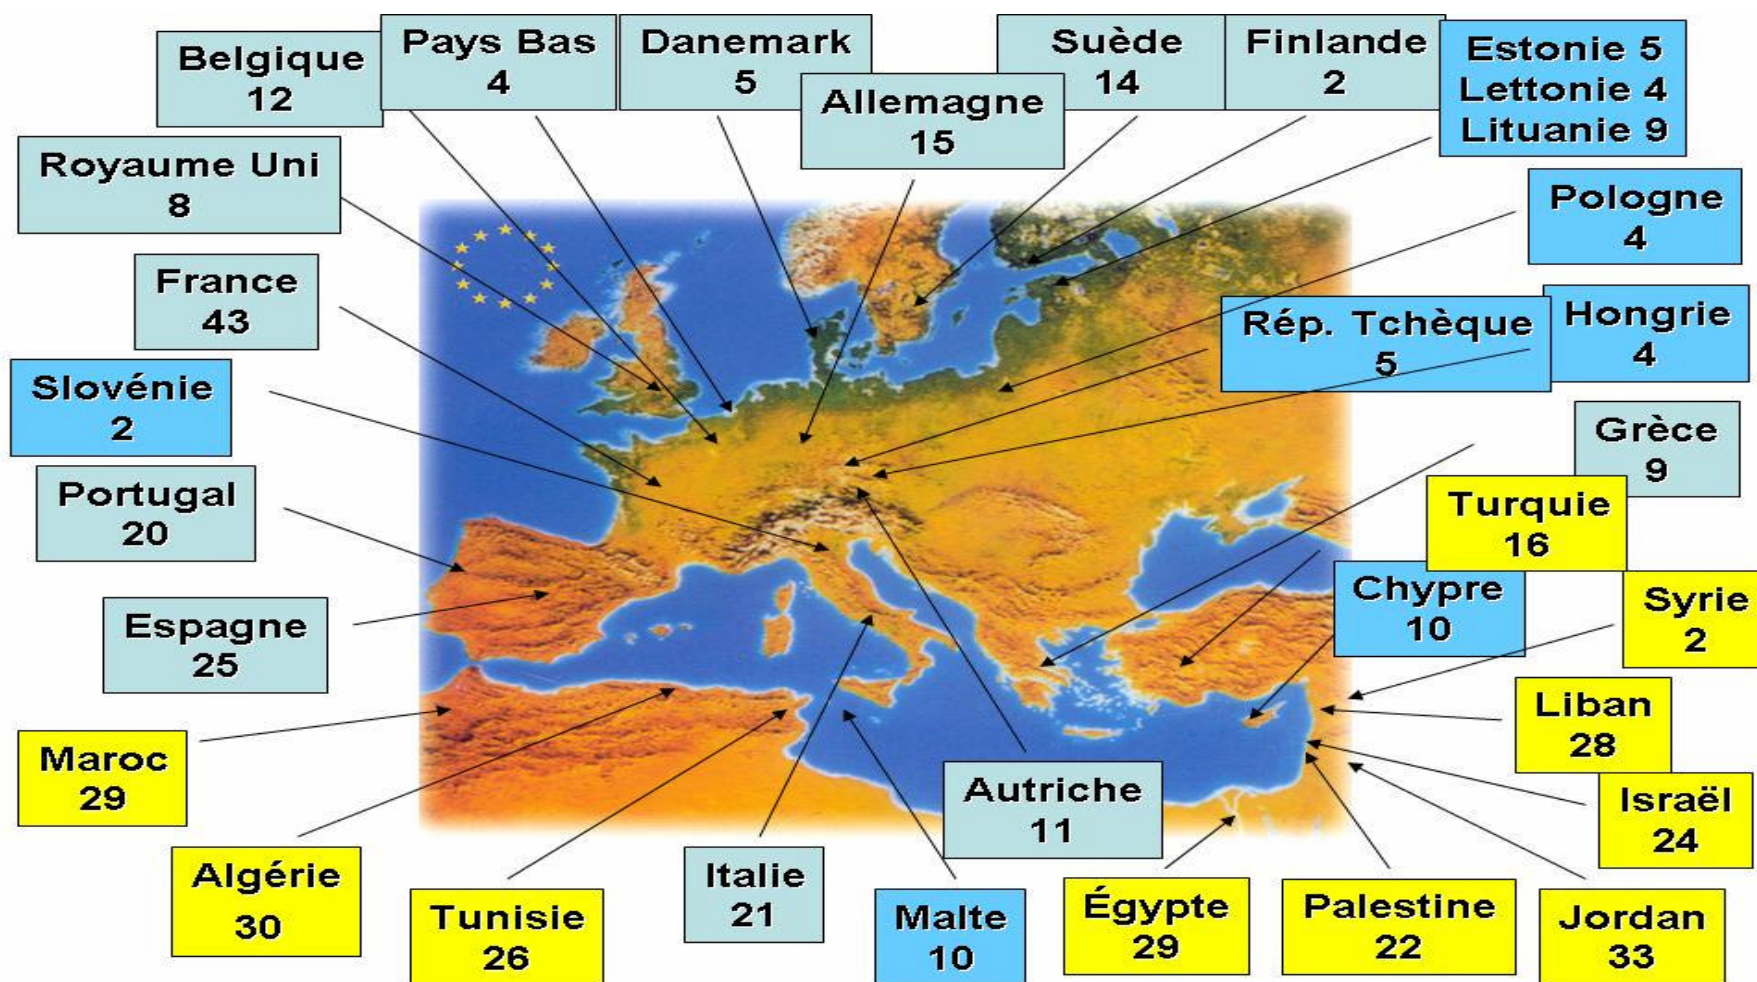 Belgique
12
Pays Bas
4
Danemark
5
Allemagne
15
Suède
14
Finlande
2
Estonie 5
Lettonie 4
Lituanie 9
Royaume Uni
8
Pologne
4
France
43
Rép. Tchèque
5
Hongrie
4
Slovénie
2
Grèce
9
Portugal
20
Turquie
16
Chypre
10
Syrie
2
Espagne
25
Liban
28
Maroc
29
Autriche
11
Israël
24
Algérie
30
Tunisie
26
Italie
21
Malte
10
Égypte
29
Palestine
22
Jordan
33